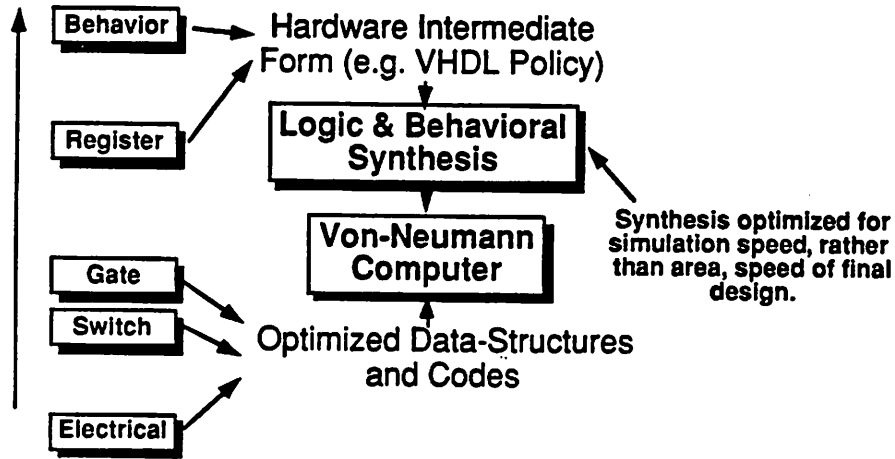 Behavior
Hardware Intermediate
Form (e.g. VHDL Policy)
Register
Logic & Behavioral
Synthesis
Synthesis optimized for
simulation speed, rather
than area, speed of final
design.
Von-Neumann
Computer
Gate
Switch
Optimized Data-Structures
and Codes
Electrical